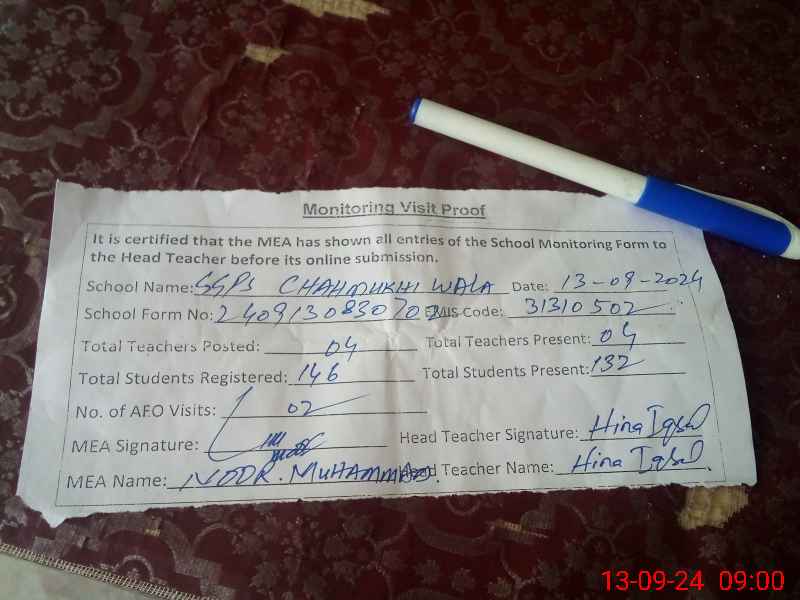 Monitoring Visit Proof
It is certified that the MEA has shown all entries of the School Monitoring Form to
the Head Teacher before its online submission.
School Name: SGPS CHAHMUKHI WALA Date: 13-09-2024
School Form No: 2409130830702 EMIS Code: 31310502
Total Teachers Posted: 04 Total Teachers Present: 04
Total Students Registered: 146 Total Students Present: 132
No. of AEO Visits: 02
MEA Signature: Head Teacher Signature: Hina Iqbal
MEA Name: NOOR. MUHAMMAD. Head Teacher Name: Hina Iqbal
13-09-24 09:00